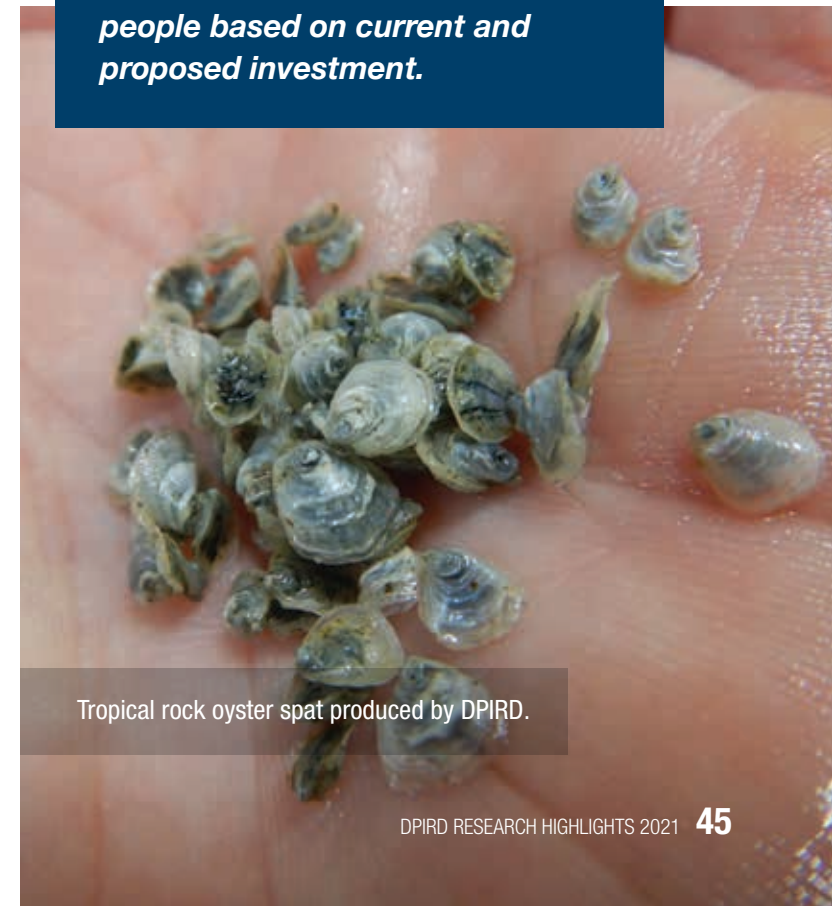 people based on current and
proposed investment.
Tropical rock oyster spat produced by DPIRD.
DPIRD RESEARCH HIGHLIGHTS 2021 45